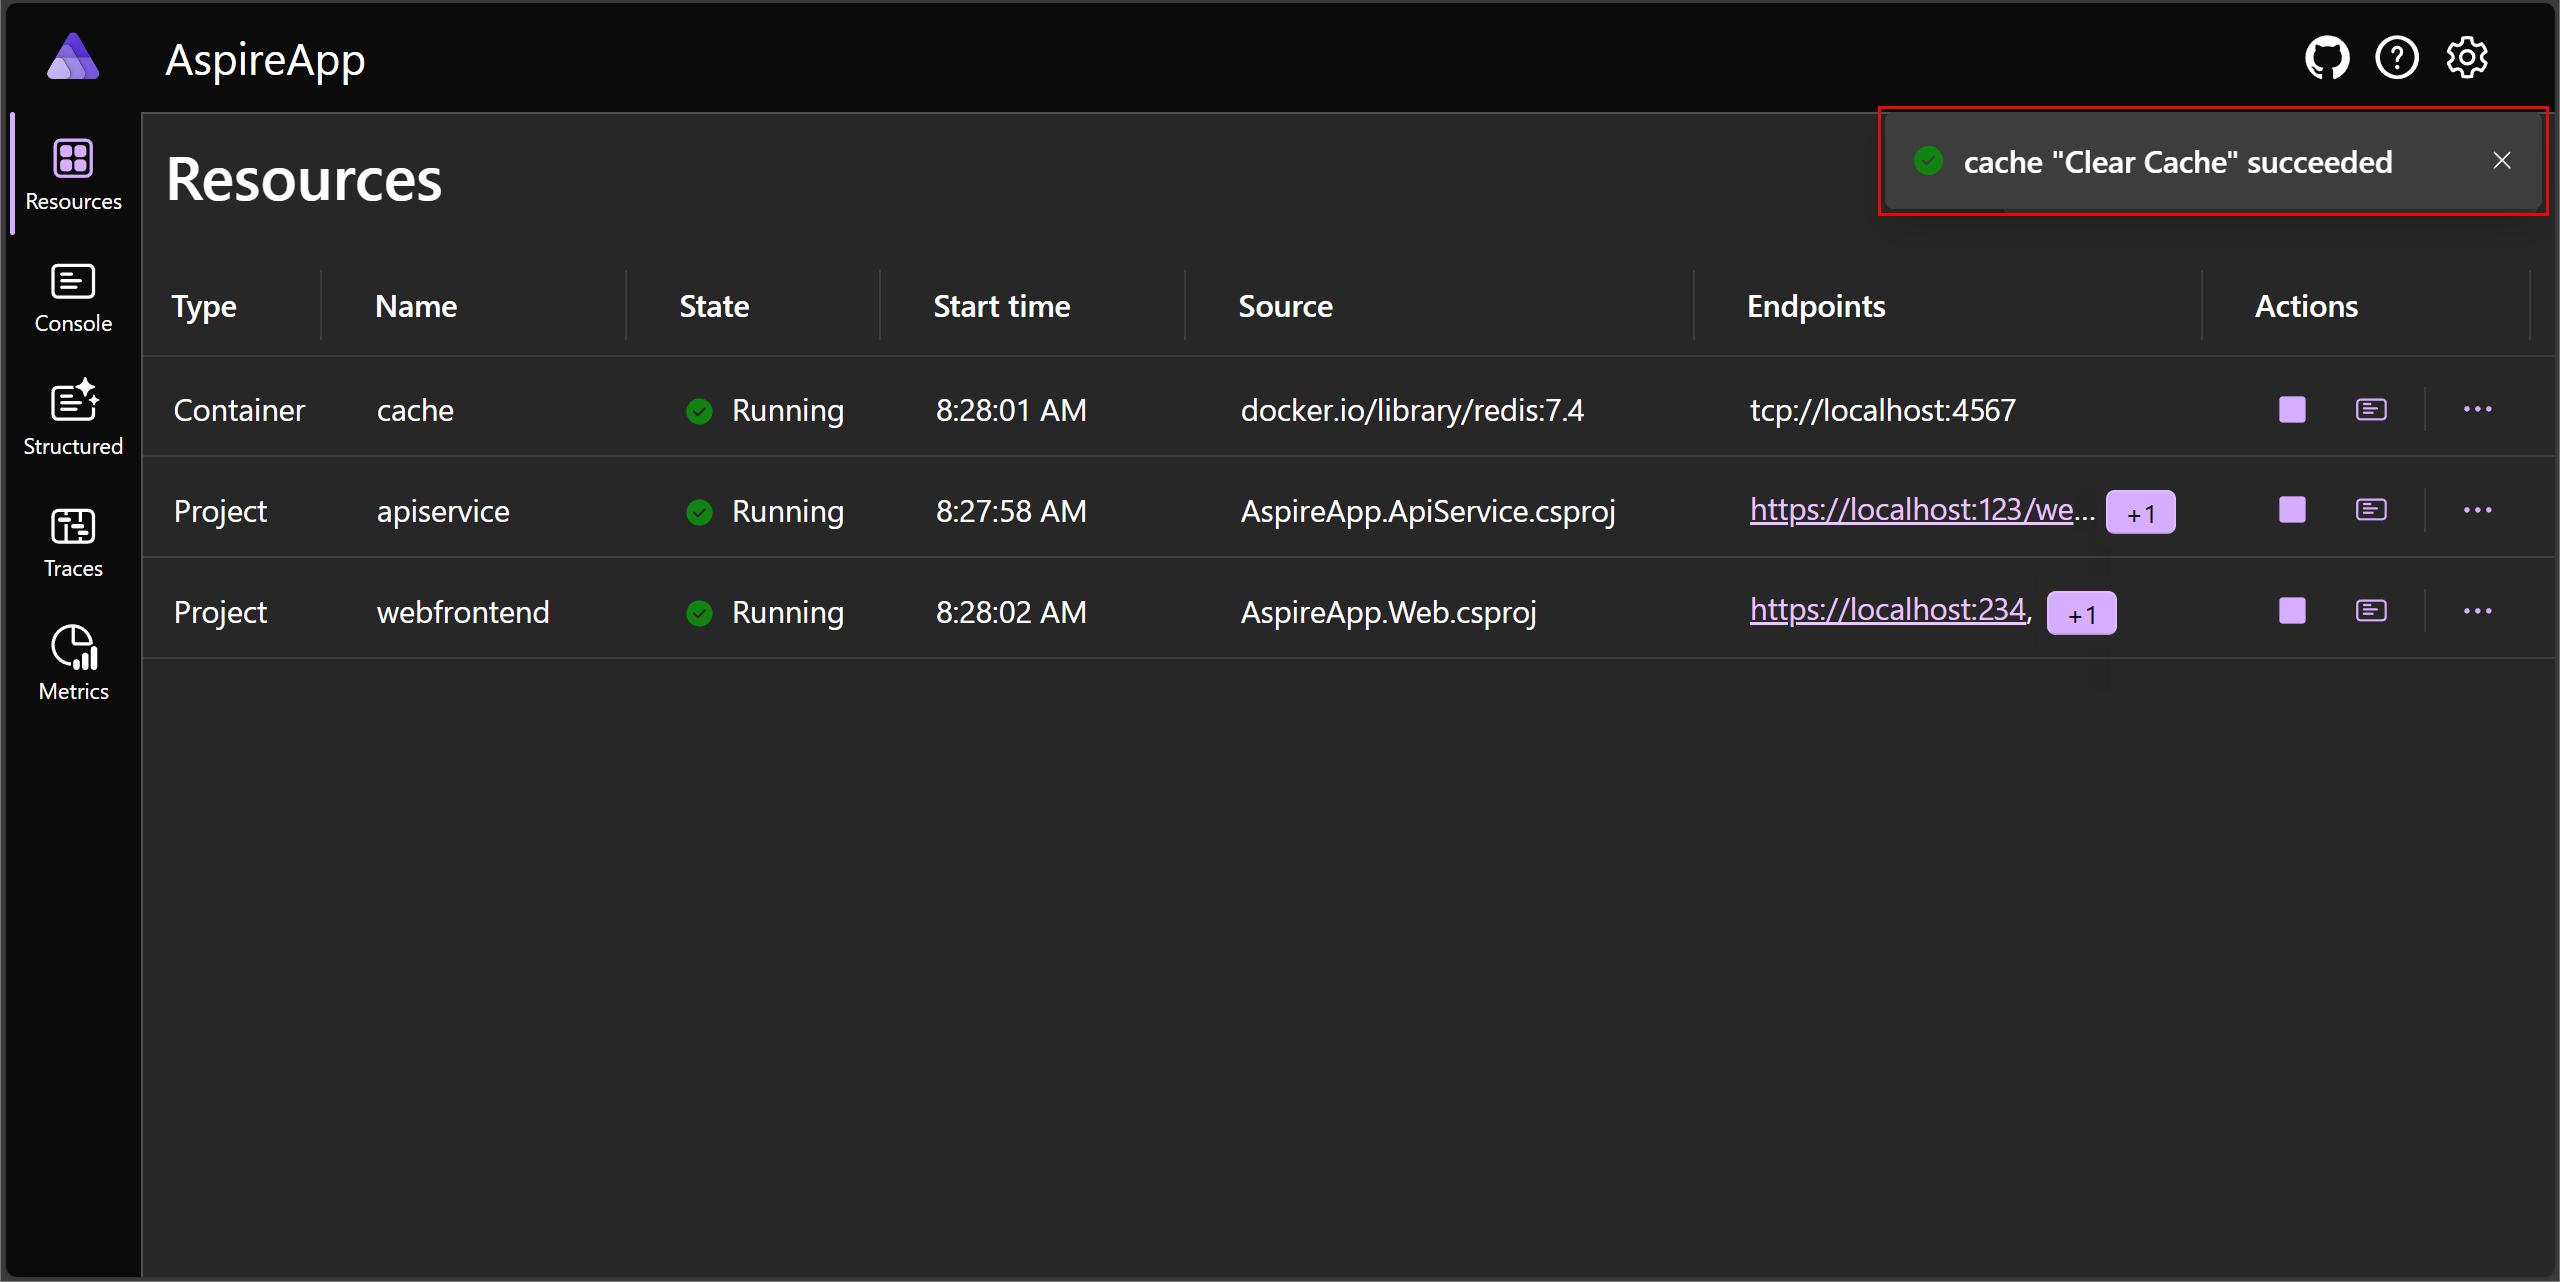 AspireApp
Resources
cache "Clear Cache" succeeded
Resources
Console
Structured
Traces
Metrics
Type Name State Start time Source Endpoints Actions
Container cache Running 8:28:01 AM docker.io/library/redis:7.4 tcp://localhost:4567
Project apiservice Running 8:27:58 AM AspireApp.ApiService.csproj https://localhost:123/we... +1
Project webfrontend Running 8:28:02 AM AspireApp.Web.csproj https://localhost:234, +1